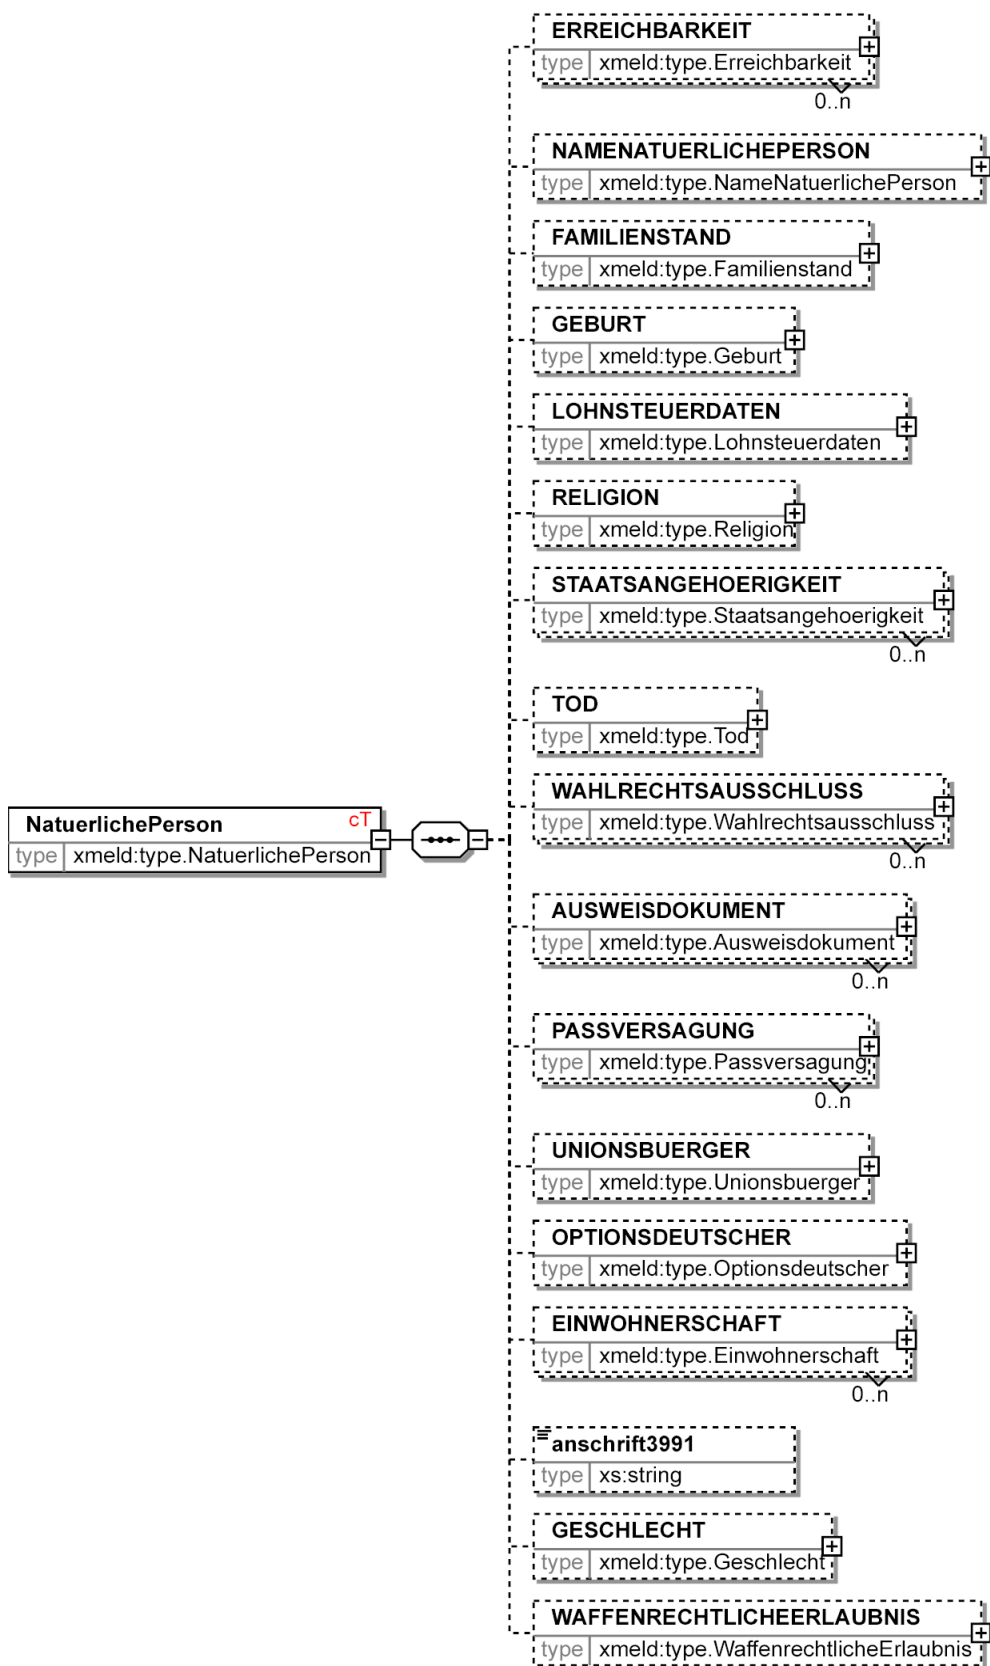 ERREICHBARKEIT
type xmeld:type.Erreichbarkeit
0..n
NAMENATUERLICHEPERSON
type xmeld:type.NameNatuerlichePerson
FAMILIENSTAND
type xmeld:type.Familienstand
GEBURT
type xmeld:type.Geburt
LOHNSTEUERDATEN
type xmeld:type.Lohnsteuerdaten
RELIGION
type xmeld:type.Religion
STAATSANGEHOERIGKEIT
type xmeld:type.Staatsangehoerigkeit
0..n
TOD
type xmeld:type.Tod
WAHLRECHTSAUSSCHLUSS
type xmeld:type.Wahlrechtsausschluss
0..n
NatuerlichePerson cT
type xmeld:type.NatuerlichePerson
AUSWEISDOKUMENT
type xmeld:type.Ausweisdokument
0..n
PASSVERSAGUNG
type xmeld:type.Passversagung
0..n
UNIONSBUERGER
type xmeld:type.Unionsbuerger
OPTIONSDEUTSCHER
type xmeld:type.Optionsdeutscher
EINWOHNERSCHAFT
type xmeld:type.Einwohnerschaft
0..n
anschrift3991
type xs:string
GESCHLECHT
type xmeld:type.Geschlecht
WAFFENRECHTLICHEERLAUBNIS
type xmeld:type.WaffenrechtlicheErlaubnis